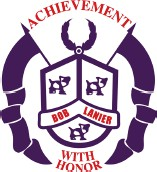 ACHIEVEMENT
BOB LANIER
WITH
HONOR